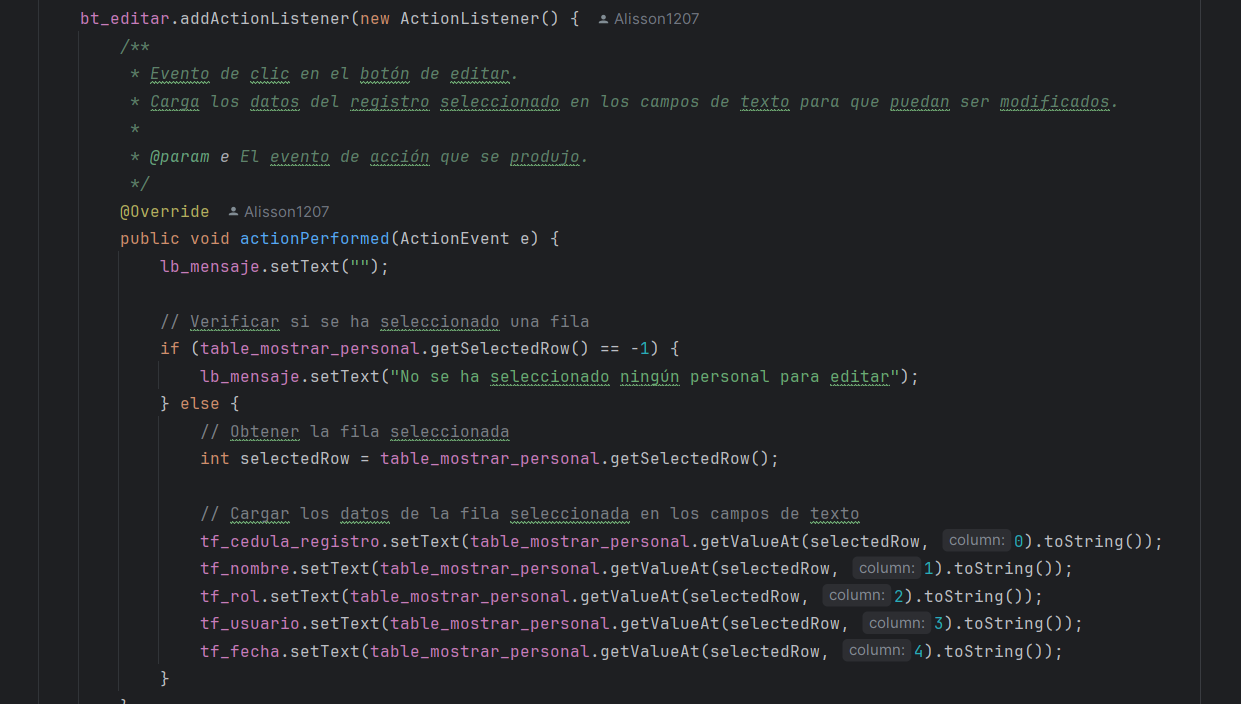 bt_editar.addActionListener(new ActionListener() { Alisson1207
/**
* Evento de clic en el botón de editar.
* Carga los datos del registro seleccionado en los campos de texto para que puedan ser modificados.
*
* @param e El evento de acción que se produjo.
*/
@Override Alisson1207
public void actionPerformed(ActionEvent e) {
lb_mensaje.setText("");
// Verificar si se ha seleccionado una fila
if (table_mostrar_personal.getSelectedRow() == -1) {
lb_mensaje.setText("No se ha seleccionado ningún personal para editar");
} else {
// Obtener la fila seleccionada
int selectedRow = table_mostrar_personal.getSelectedRow();
// Cargar los datos de la fila seleccionada en los campos de texto
tf_cedula_registro.setText(table_mostrar_personal.getValueAt(selectedRow, column: 0).toString());
tf_nombre.setText(table_mostrar_personal.getValueAt(selectedRow, column: 1).toString());
tf_rol.setText(table_mostrar_personal.getValueAt(selectedRow, column: 2).toString());
tf_usuario.setText(table_mostrar_personal.getValueAt(selectedRow, column: 3).toString());
tf_fecha.setText(table_mostrar_personal.getValueAt(selectedRow, column: 4).toString());
}